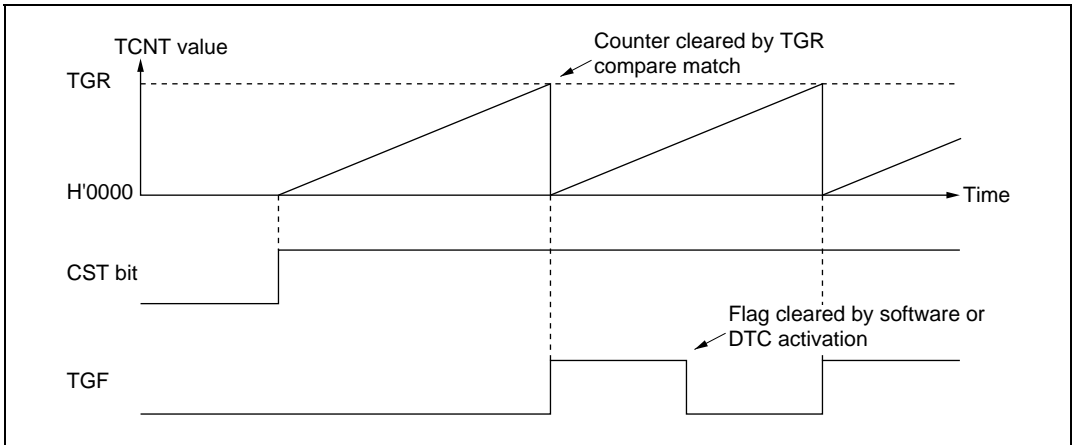 TCNT value
Counter cleared by TGR
compare match
TGR
H'0000
Time
CST bit
Flag cleared by software or
DTC activation
TGF